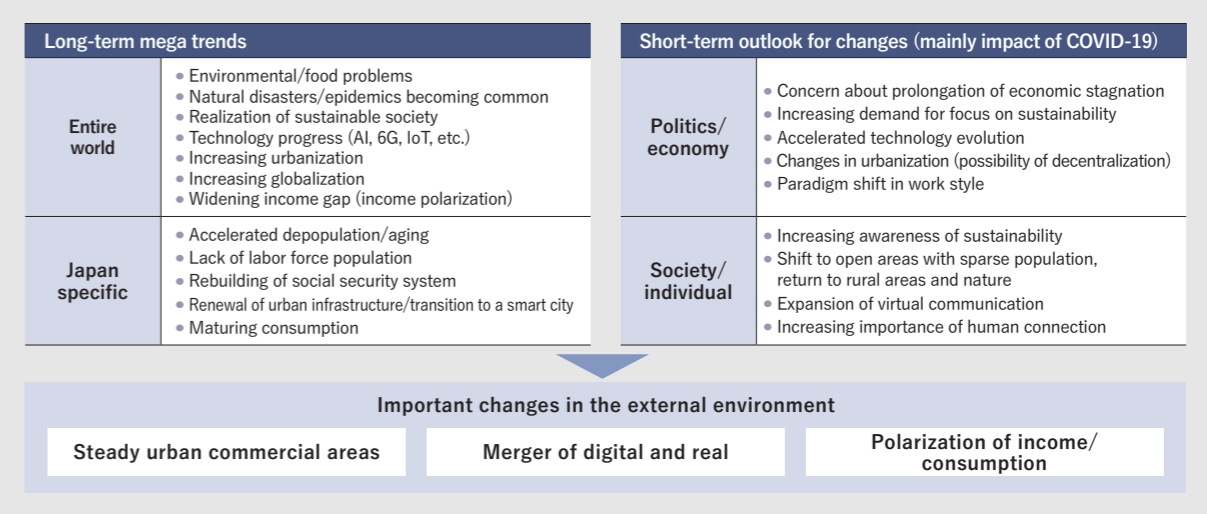 Long-term mega trends
Entire
world
• Environmental/food problems
• Natural disasters/epidemics becoming common
• Realization of sustainable society
• Technology progress (AI, 6G, IoT, etc.)
• Increasing urbanization
• Increasing globalization
• Widening income gap (income polarization)
Japan
specific
• Accelerated depopulation/aging
• Lack of labor force population
• Rebuilding of social security system
• Renewal of urban infrastructure/transition to a smart city
• Maturing consumption
Short-term outlook for changes (mainly impact of COVID-19)
Politics/
economy
• Concern about prolongation of economic stagnation
• Increasing demand for focus on sustainability
• Accelerated technology evolution
• Changes in urbanization (possibility of decentralization)
• Paradigm shift in work style
Society/
individual
• Increasing awareness of sustainability
• Shift to open areas with sparse population,
return to rural areas and nature
• Expansion of virtual communication
• Increasing importance of human connection
Important changes in the external environment
Steady urban commercial areas
Merger of digital and real
Polarization of income/
consumption